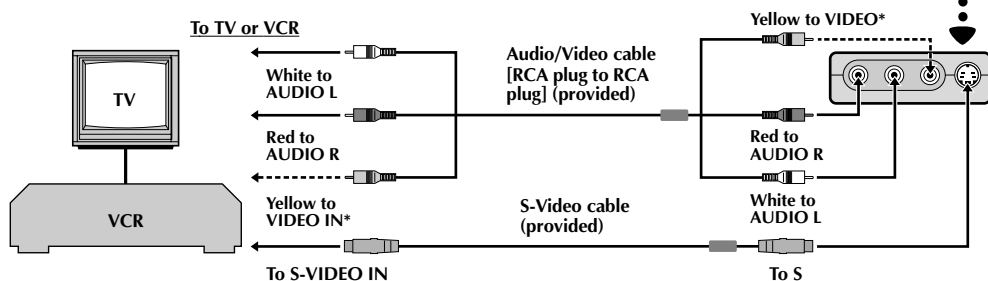 To TV or VCR
TV
VCR
White to
AUDIO L
Red to
AUDIO R
Yellow to
VIDEO IN*
To S-VIDEO IN
Audio/Video cable
[RCA plug to RCA
plug] (provided)
S-Video cable
(provided)
Yellow to VIDEO*
Red to
AUDIO R
White to
AUDIO L
To S